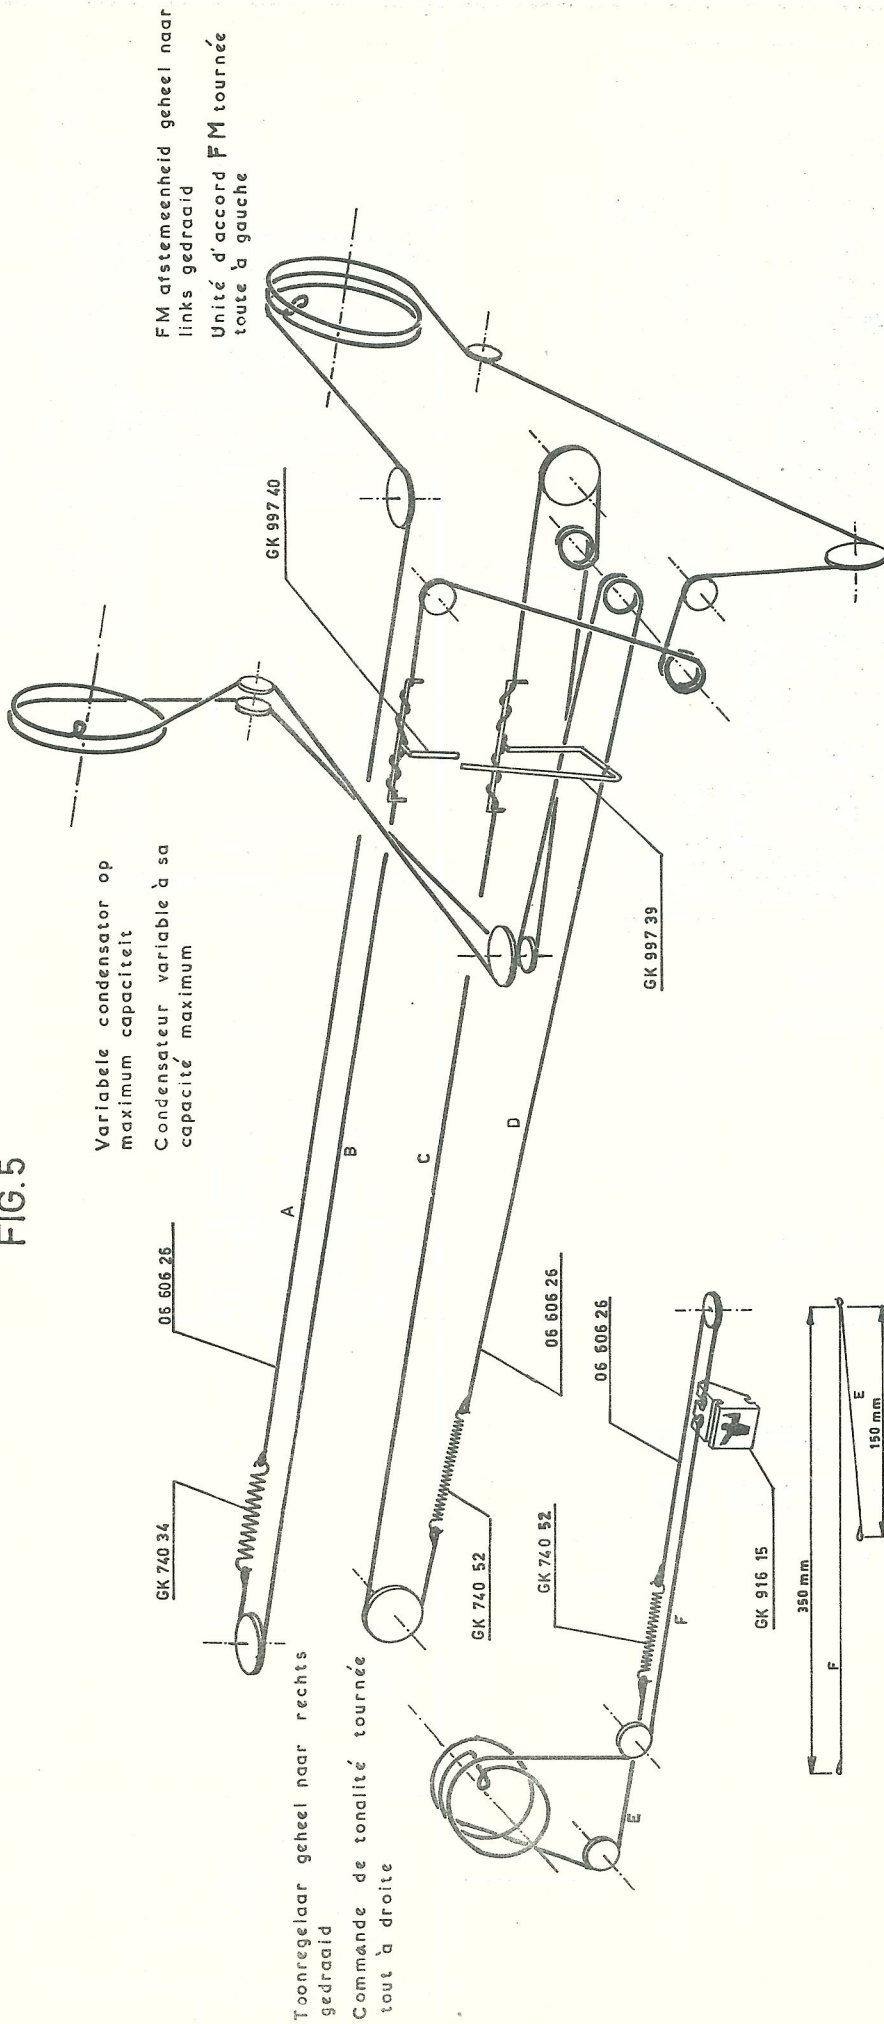 FIG. 5
FM afstemeenheid geheel naar
links gedraaid
Unité d'accord FM tournée
toute à gauche
Variabele condensator op
maximum capaciteit
Condensateur variable à sa
capacité maximum
Toonregelaar geheel naar rechts
gedraaid
Commande de tonalité tournée
tout à droite
GK 740 34
06 606 26
GK 997 40
A
B
C
D
GK 997 39
GK 740 52
06 606 26
GK 740 52
06 606 26
E
F
GK 916 15
350 mm
F
E
150 mm